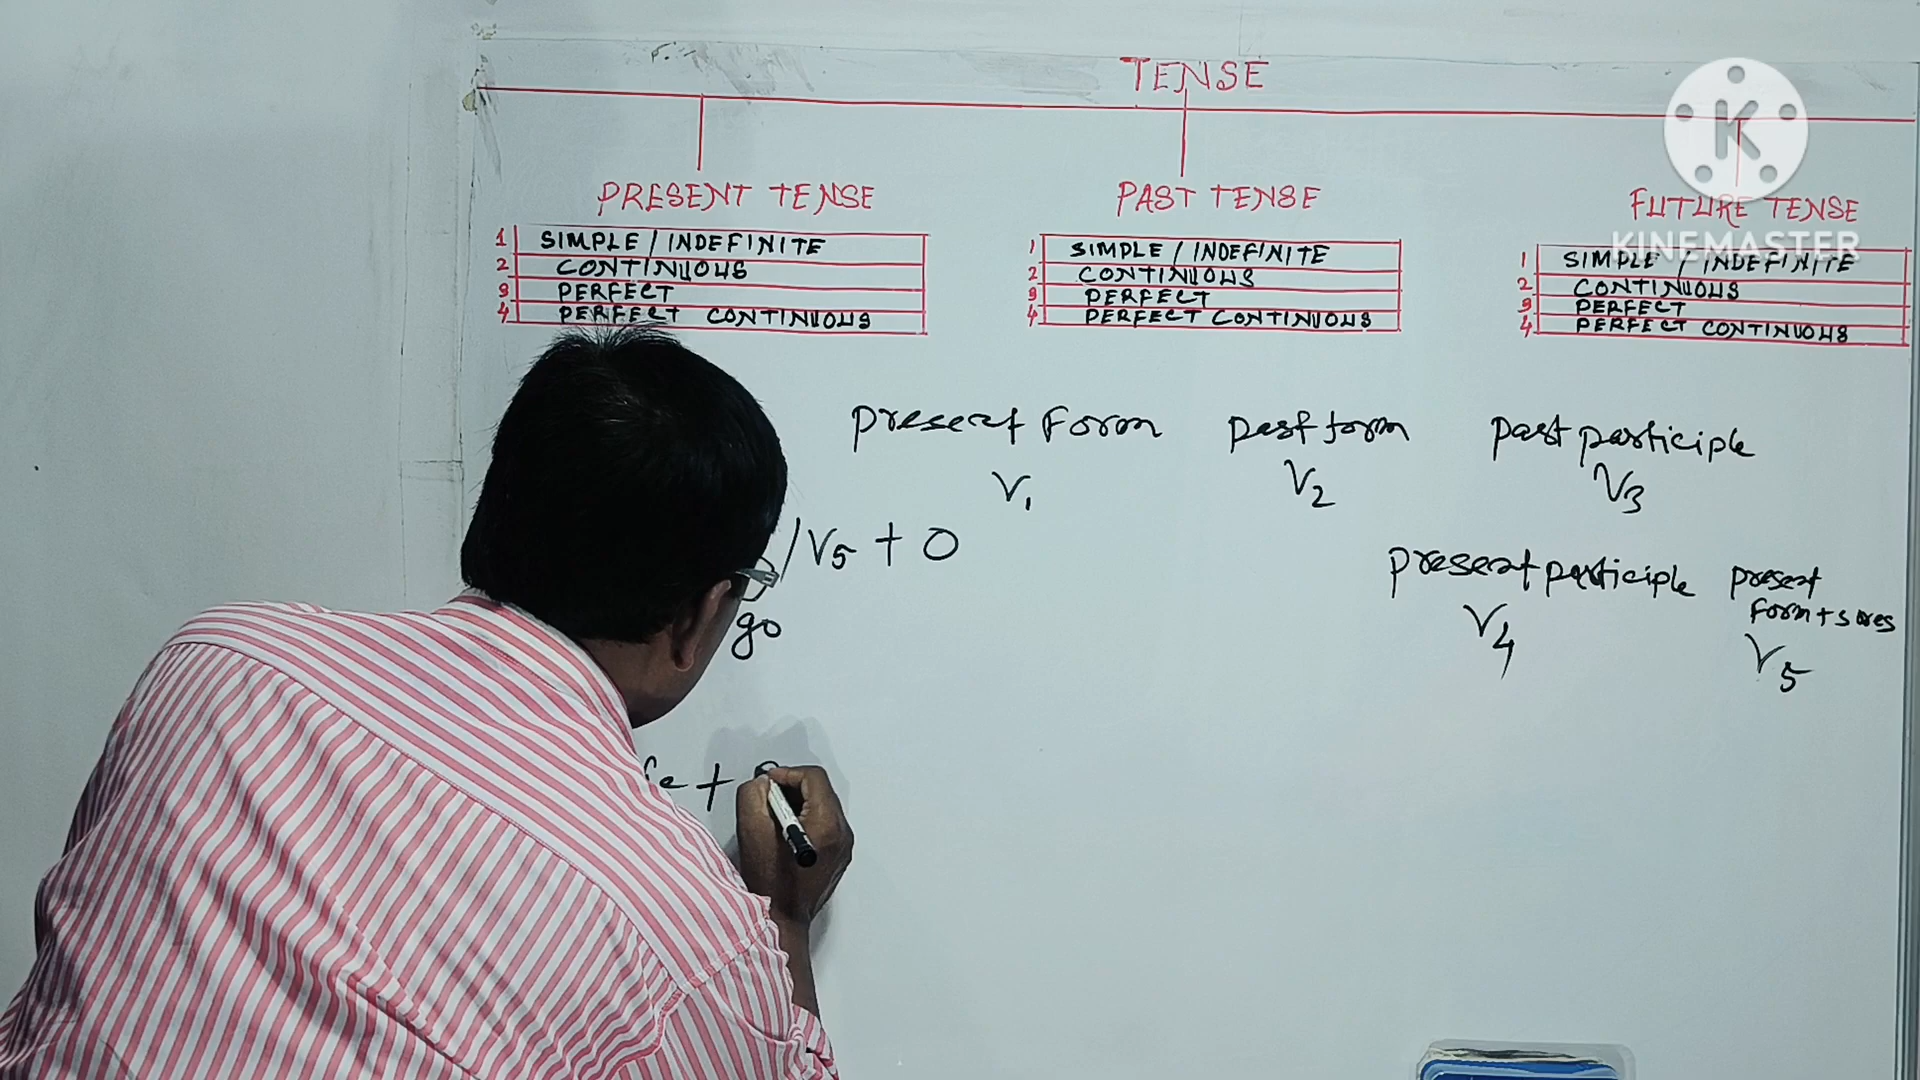 TENSE
PRESENT TENSE
1 SIMPLE / INDEFINITE
2 CONTINUOUS
3 PERFECT
4 PERFECT CONTINUOUS
PAST TENSE
1 SIMPLE / INDEFINITE
2 CONTINUOUS
3 PERFECT
4 PERFECT CONTINUOUS
FUTURE TENSE
KINEMASTER
1 SIMPLE / INDEFINITE
2 CONTINUOUS
3 PERFECT
4 PERFECT CONTINUOUS
present Form past form past participle
V1 V2 V3
/V5 + O
present participle present
form + s or es
V4 V5
go
+